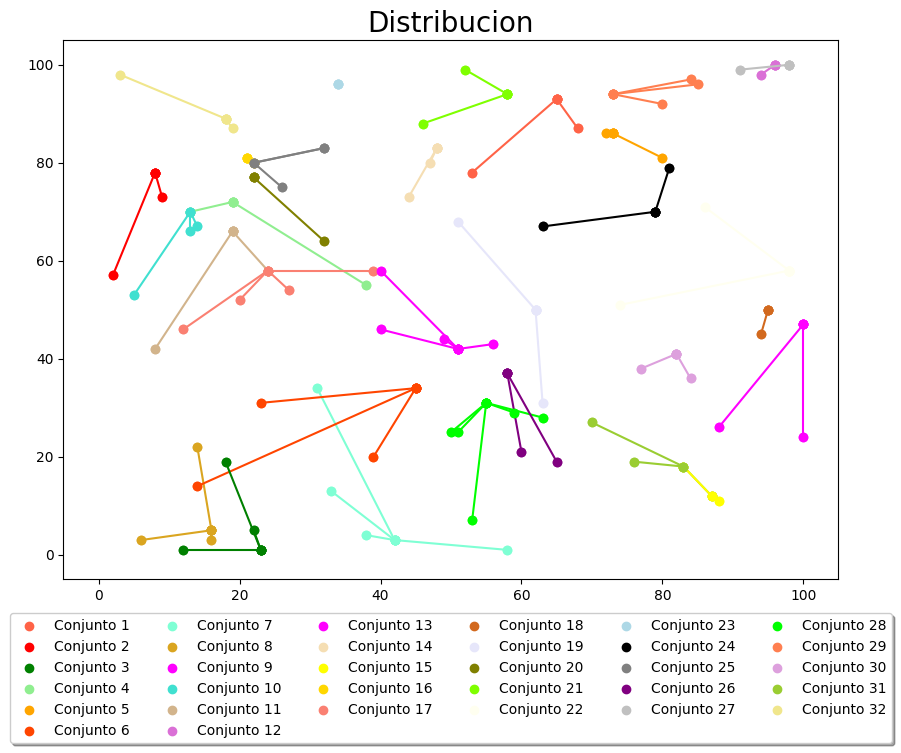 Distribucion
100
80
60
40
20
0
0 20 40 60 80 100
Conjunto 1 Conjunto 7 Conjunto 13 Conjunto 18 Conjunto 23 Conjunto 28
Conjunto 2 Conjunto 8 Conjunto 14 Conjunto 19 Conjunto 24 Conjunto 29
Conjunto 3 Conjunto 9 Conjunto 15 Conjunto 20 Conjunto 25 Conjunto 30
Conjunto 4 Conjunto 10 Conjunto 16 Conjunto 21 Conjunto 26 Conjunto 31
Conjunto 5 Conjunto 11 Conjunto 17 Conjunto 22 Conjunto 27 Conjunto 32
Conjunto 6 Conjunto 12